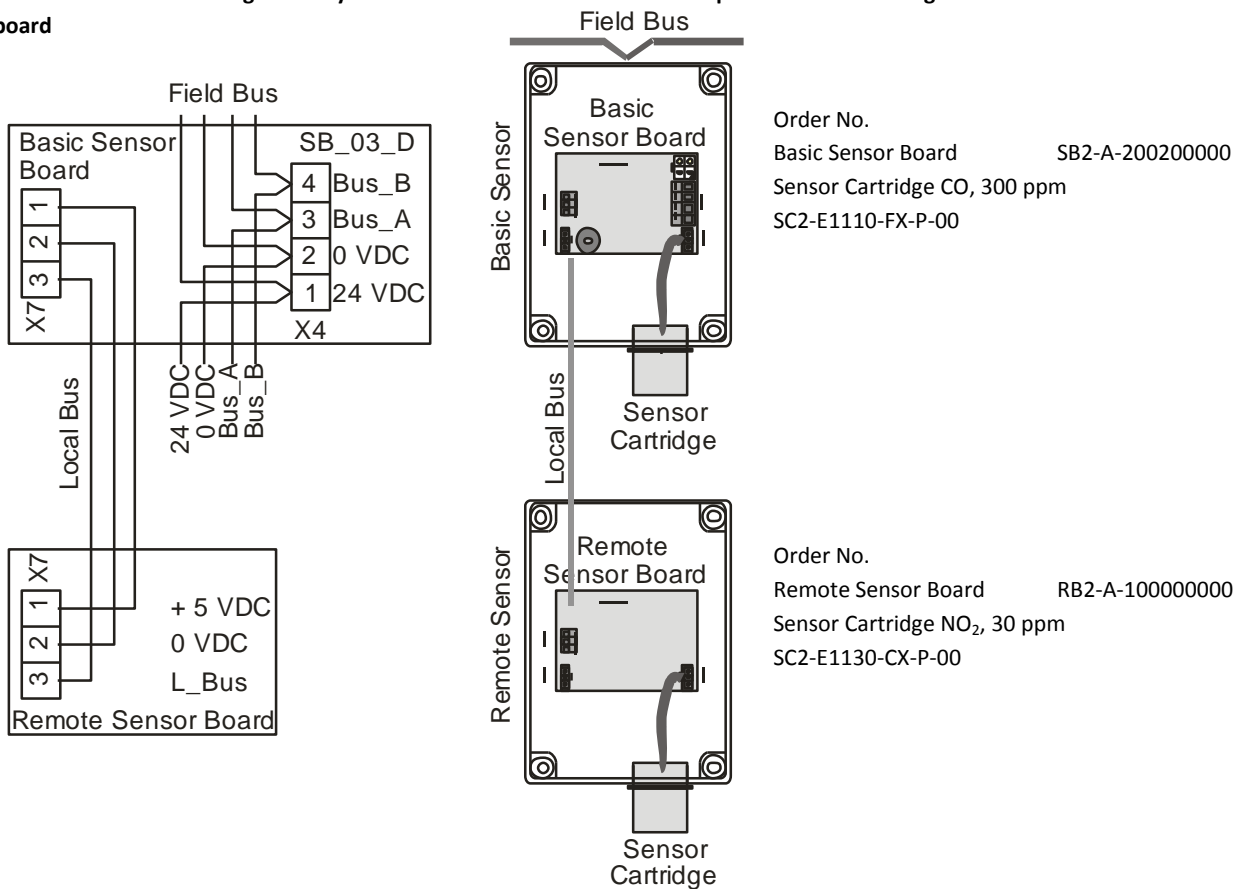 board
Field Bus
Field Bus
Basic Sensor
Board
SB_03_D
1
2
3
X7
4 Bus_B
3 Bus_A
2 0 VDC
1 24 VDC
X4
24 VDC
0 VDC
Bus_A
Bus_B
Local Bus
X7
1 + 5 VDC
2 0 VDC
3 L_Bus
Remote Sensor Board
Basic Sensor
Basic
Sensor Board
Sensor
Cartridge
Local Bus
Remote Sensor
Remote
Sensor Board
Sensor
Cartridge
Order No.
Basic Sensor Board SB2-A-200200000
Sensor Cartridge CO, 300 ppm
SC2-E1110-FX-P-00
Order No.
Remote Sensor Board RB2-A-100000000
Sensor Cartridge NO₂, 30 ppm
SC2-E1130-CX-P-00